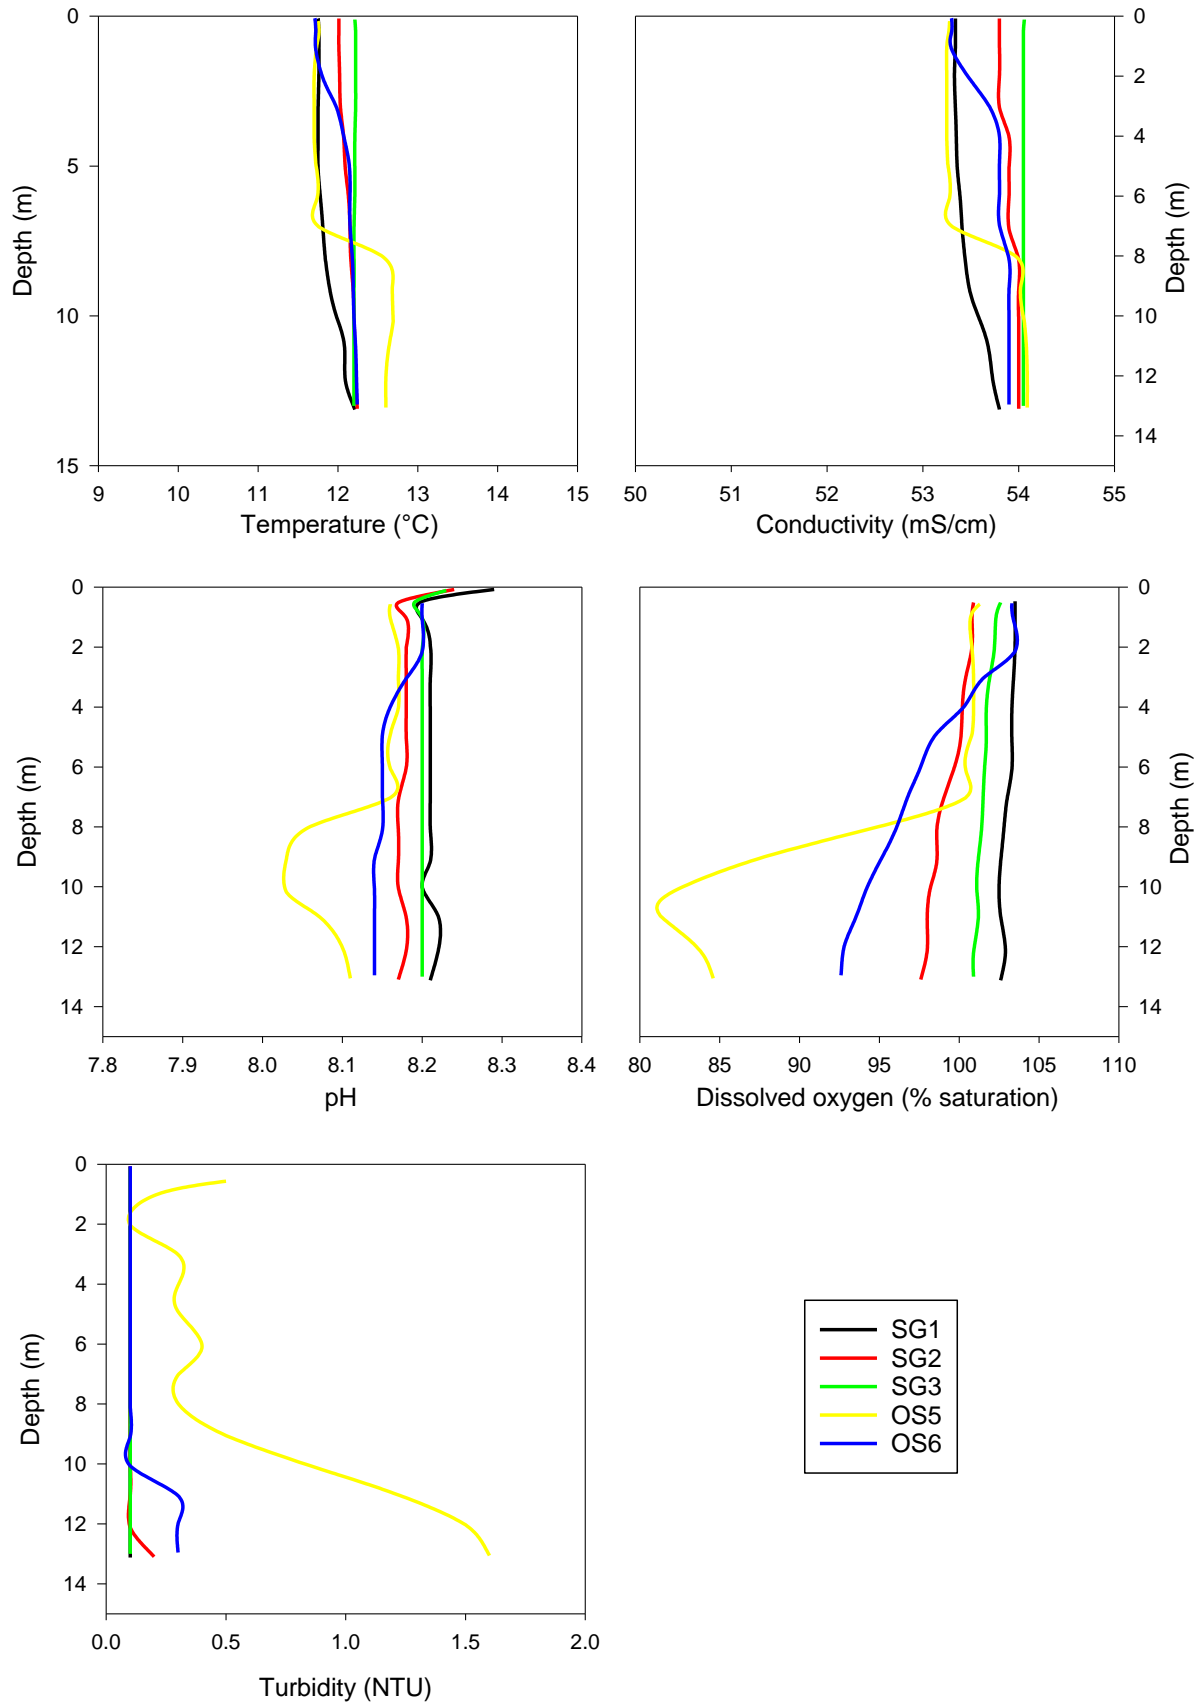 0
5
10
15
Depth (m)
9 10 11 12 13 14 15
Temperature (°C)
0
2
4
6
8
10
12
14
Depth (m)
50 51 52 53 54 55
Conductivity (mS/cm)
0
2
4
6
8
10
12
14
Depth (m)
7.8 7.9 8.0 8.1 8.2 8.3 8.4
pH
0
2
4
6
8
10
12
14
Depth (m)
80 85 90 95 100 105 110
Dissolved oxygen (% saturation)
0
2
4
6
8
10
12
14
Depth (m)
0.0 0.5 1.0 1.5 2.0
Turbidity (NTU)
SG1
SG2
SG3
OS5
OS6